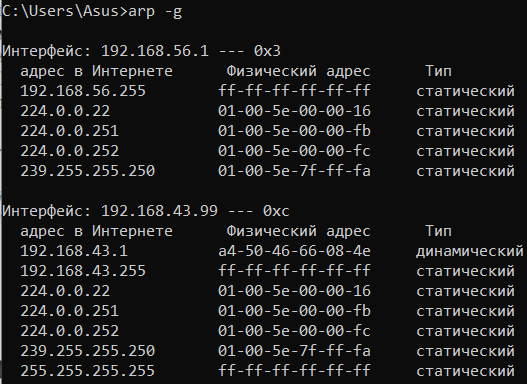 C:\Users\Asus>arp -g
Интерфейс: 192.168.56.1 --- 0x3
адрес в Интернете Физический адрес Тип
192.168.56.255 ff-ff-ff-ff-ff-ff статический
224.0.0.22 01-00-5e-00-00-16 статический
224.0.0.251 01-00-5e-00-00-fb статический
224.0.0.252 01-00-5e-00-00-fc статический
239.255.255.250 01-00-5e-7f-ff-fa статический
Интерфейс: 192.168.43.99 --- 0xc
адрес в Интернете Физический адрес Тип
192.168.43.1 a4-50-46-66-08-4e динамический
192.168.43.255 ff-ff-ff-ff-ff-ff статический
224.0.0.22 01-00-5e-00-00-16 статический
224.0.0.251 01-00-5e-00-00-fb статический
224.0.0.252 01-00-5e-00-00-fc статический
239.255.255.250 01-00-5e-7f-ff-fa статический
255.255.255.255 ff-ff-ff-ff-ff-ff статический